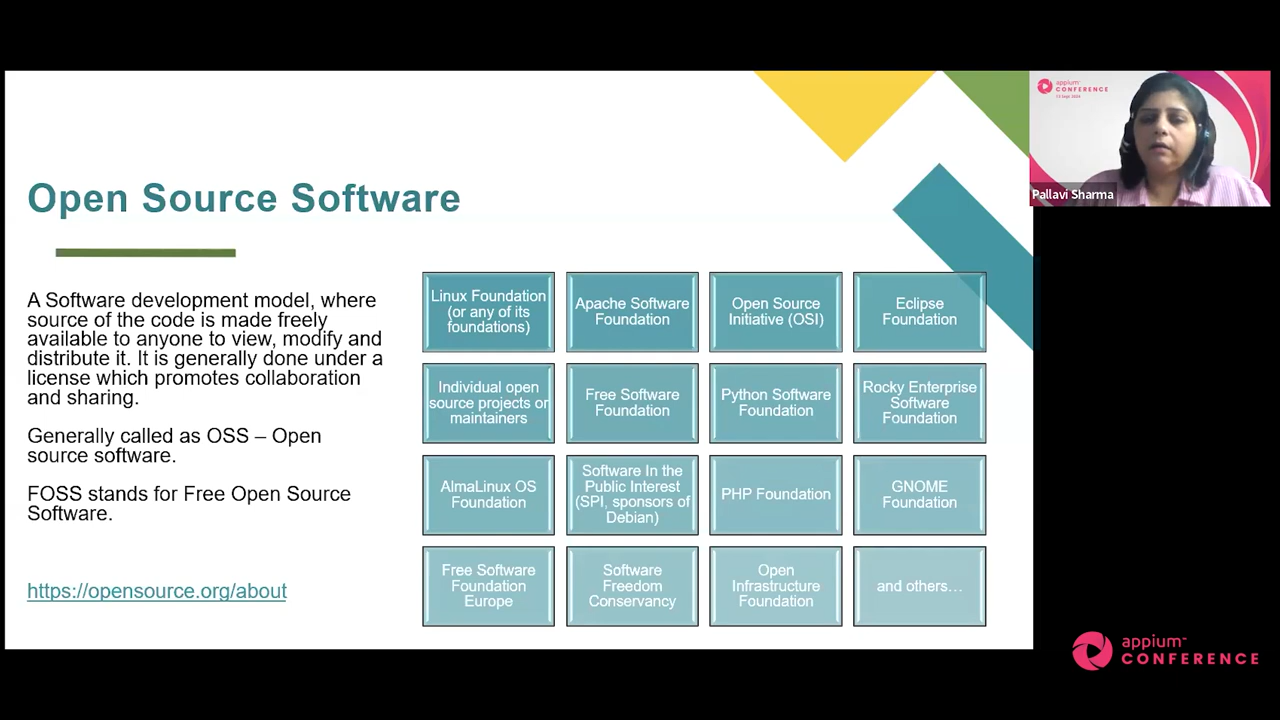 Open Source Software
A Software development model, where
source of the code is made freely
available to anyone to view, modify and
distribute it. It is generally done under a
license which promotes collaboration
and sharing.
Generally called as OSS – Open
source software.
FOSS stands for Free Open Source
Software.
https://opensource.org/about
Linux Foundation
(or any of its
foundations)
Apache Software
Foundation
Open Source
Initiative (OSI)
Eclipse
Foundation
Individual open
source projects or
maintainers
Free Software
Foundation
Python Software
Foundation
Rocky Enterprise
Software
Foundation
AlmaLinux OS
Foundation
Software In the
Public Interest
(SPI, sponsors of
Debian)
PHP Foundation
GNOME
Foundation
Free Software
Foundation
Europe
Software
Freedom
Conservancy
Open
Infrastructure
Foundation
and others…
appium
CONFERENCE
Pallavi Sharma
appium
CONFERENCE